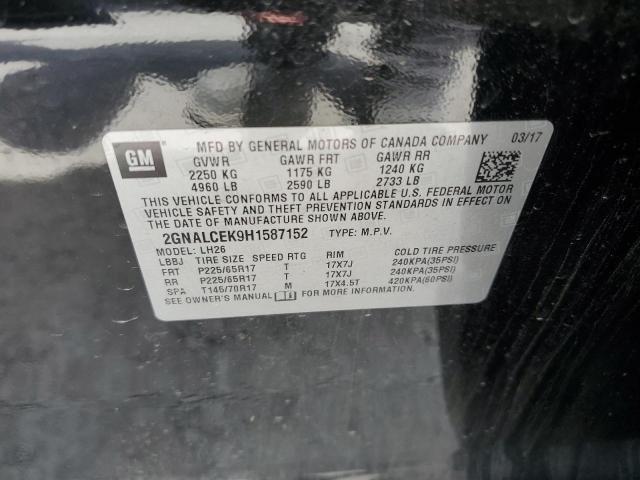 GM
MFD BY GENERAL MOTORS OF CANADA COMPANY 03/17
GVWR GAWR FRT GAWR RR
2250 KG 1175 KG 1240 KG
4960 LB 2590 LB 2733 LB
THIS VEHICLE CONFORMS TO ALL APPLICABLE U.S. FEDERAL MOTOR
VEHICLE SAFETY AND THEFT PREVENTION STANDARDS IN EFFECT ON
THE DATE OF MANUFACTURE SHOWN ABOVE.
2GNALCEK9H1587152 TYPE: M.P.V.
MODEL: LH26
LBBJ TIRE SIZE SPEED RTG RIM COLD TIRE PRESSURE
FRT P225/65R17 T 17X7J 240KPA(35PSI)
RR P225/65R17 T 17X7J 240KPA(35PSI)
SPA T145/70R17 M 17X4.5T 420KPA(60PSI)
SEE OWNER'S MANUAL FOR MORE INFORMATION.